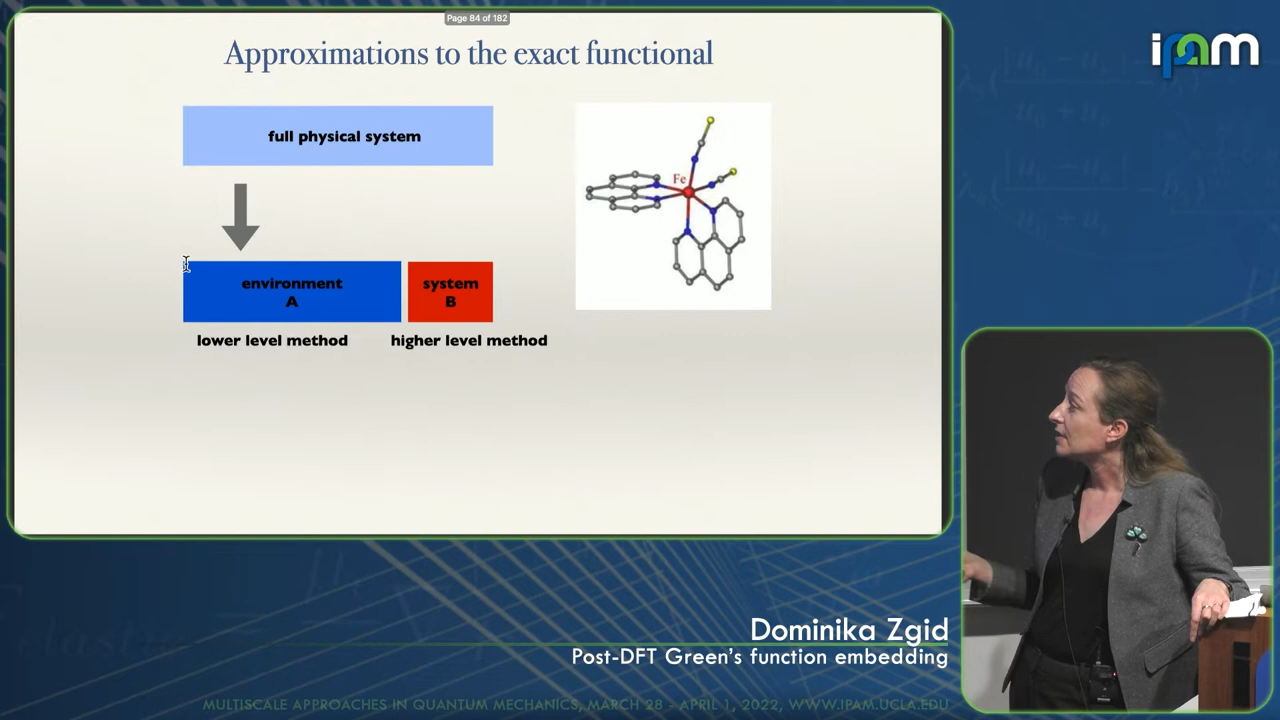 Page 84 of 182
Approximations to the exact functional
full physical system
Fe
environment
A
system
B
lower level method
higher level method
ipam
Dominika Zgid
Post-DFT Green's function embedding
MULTISCALE APPROACHES IN QUANTUM MECHANICS, MARCH 28 - APRIL 1, 2022, WWW.IPAM.UCLA.EDU